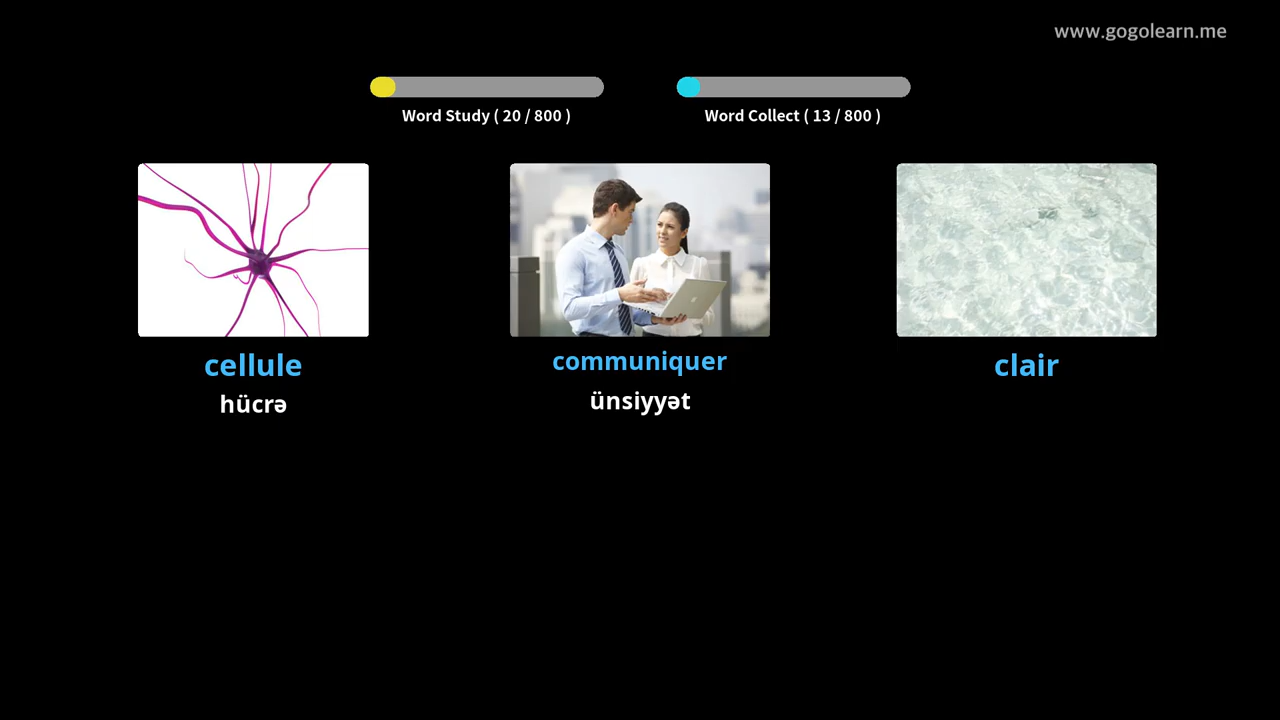 www.gogolearn.me
Word Study ( 20 / 800 )
Word Collect ( 13 / 800 )
cellule
hücrə
communiquer
ünsiyyət
clair